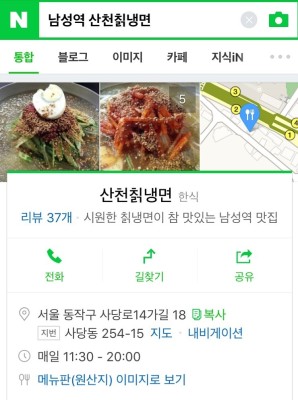 N 남성역 산천칡냉면
통합 블로그 이미지 카페 지식iN
5
3
2
1
산천칡냉면 한식
리뷰 37개 · 시원한 칡냉면이 참 맛있는 남성역 맛집
전화 길찾기 공유
서울 동작구 사당로14가길 18 복사
지번 사당동 254-15 지도 · 내비게이션
매일 11:30 - 20:00
메뉴판(원산지) 이미지로 보기